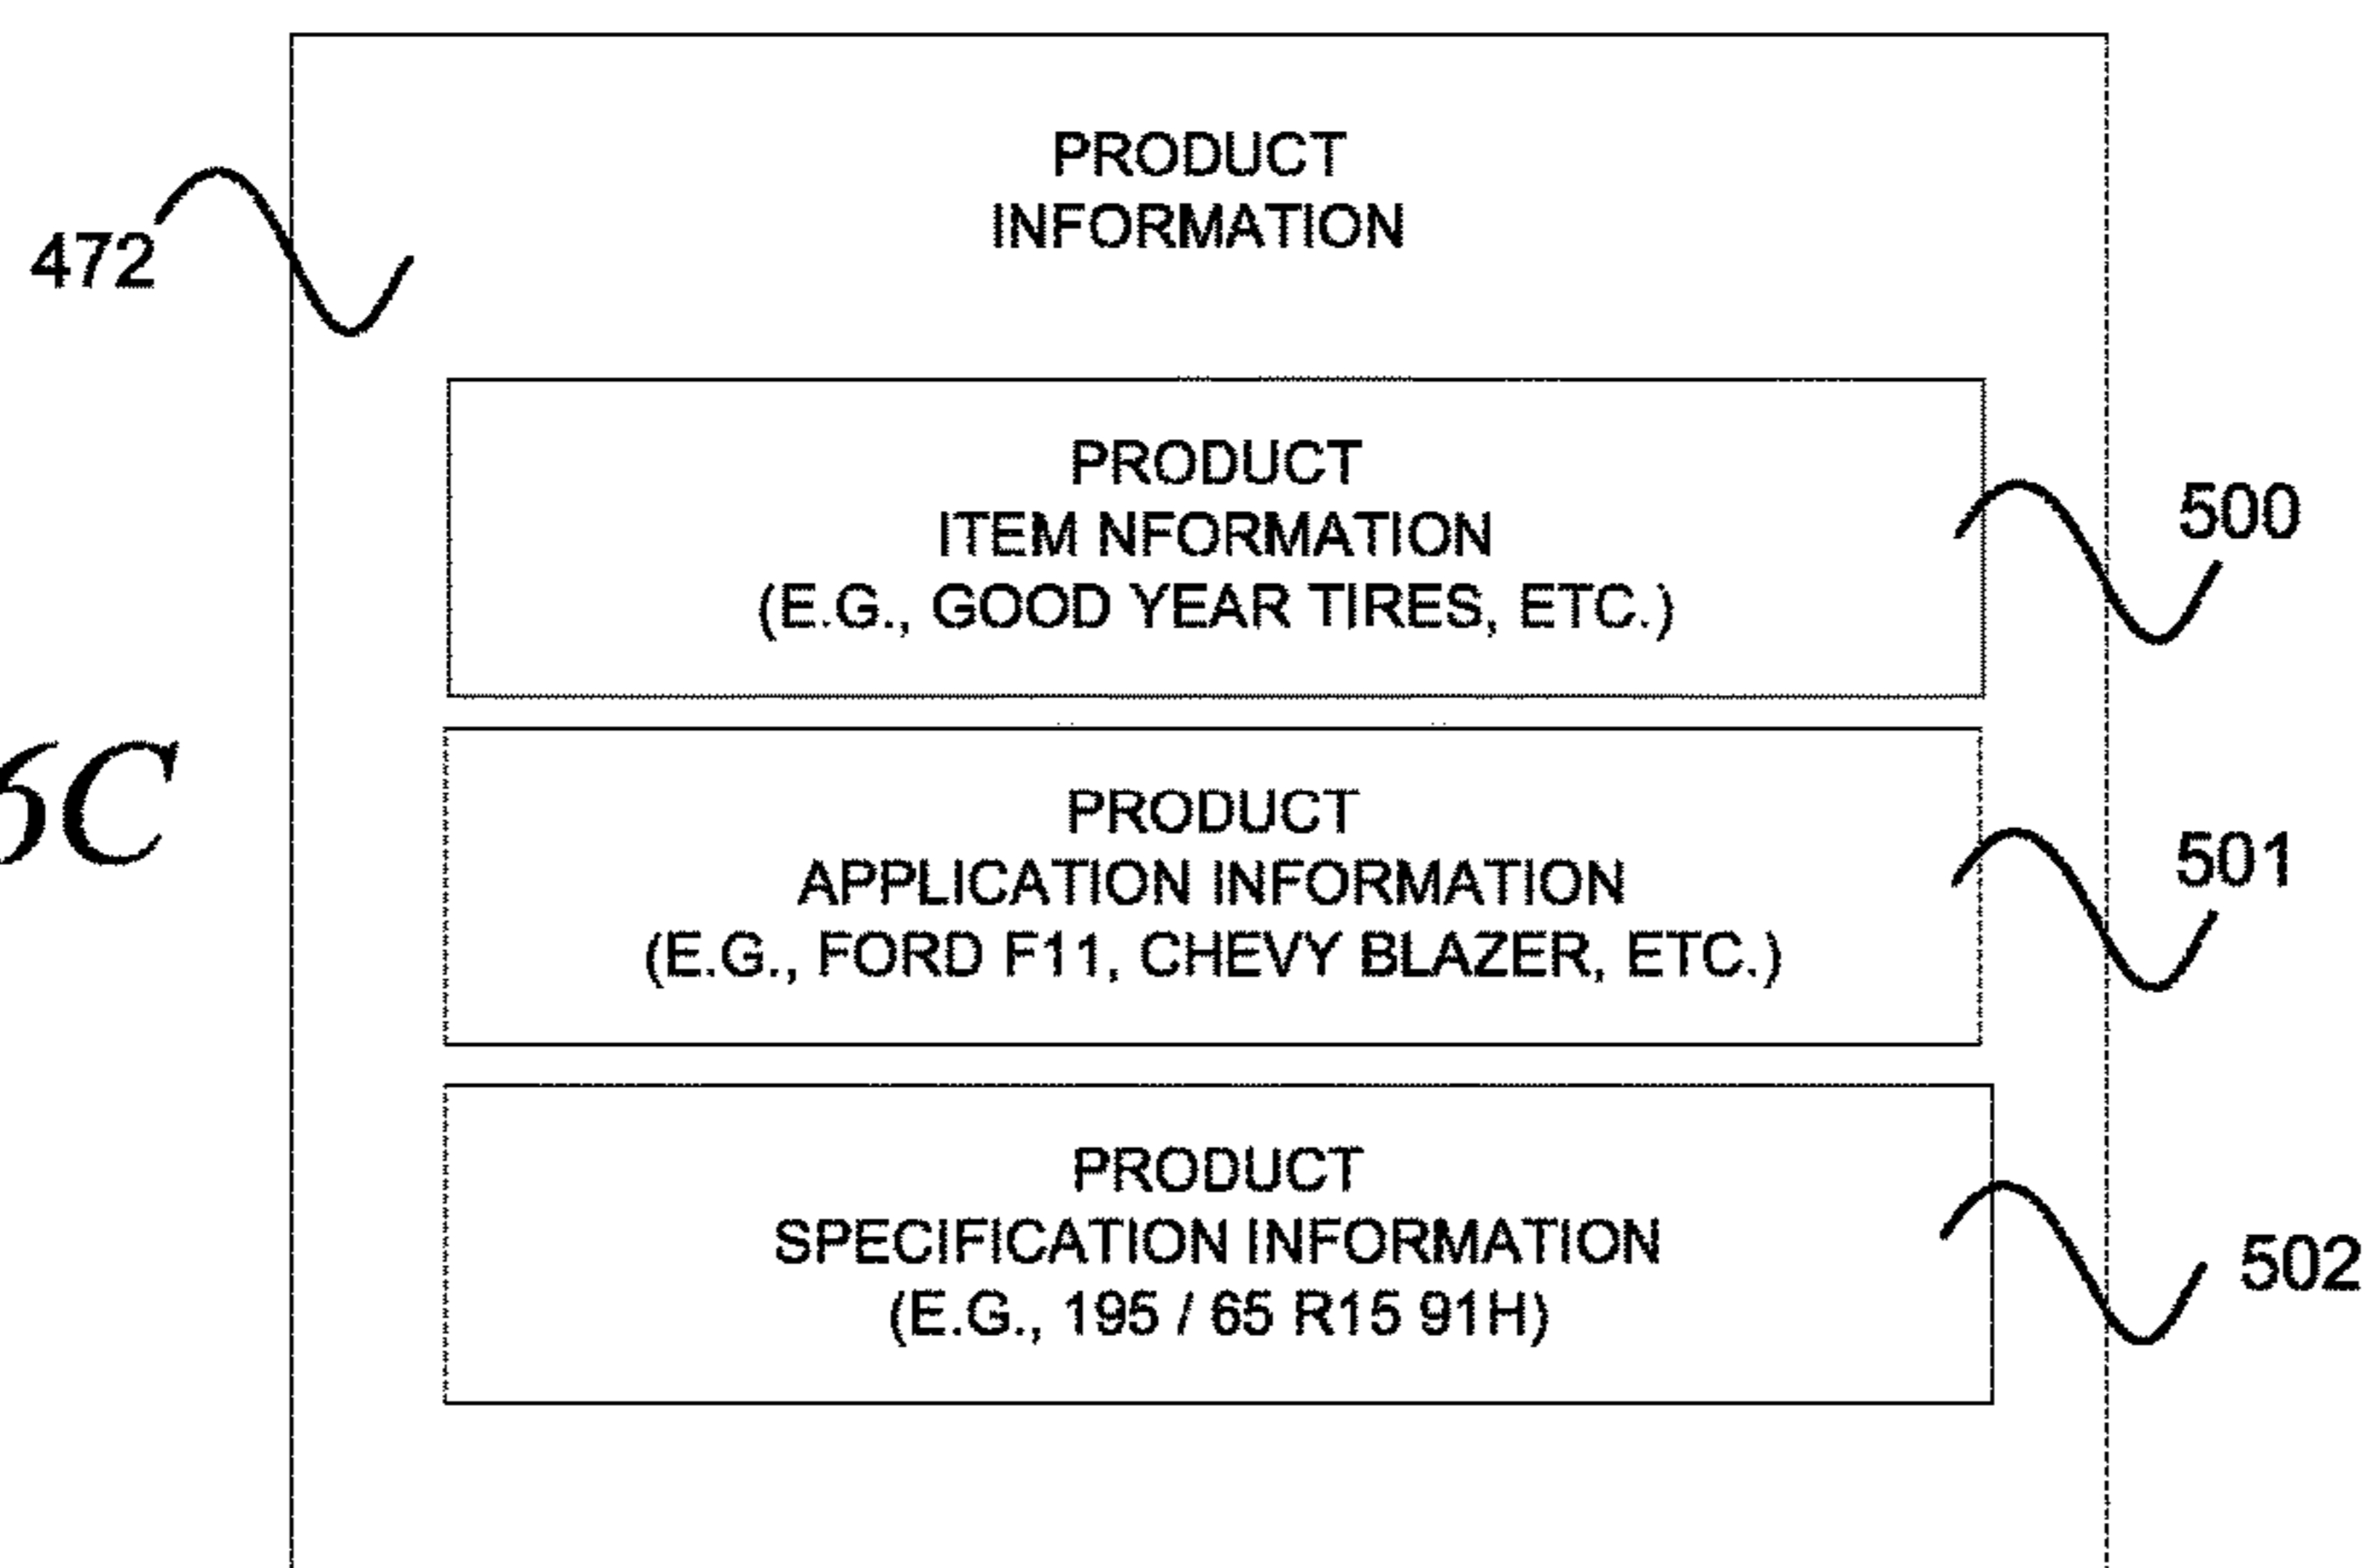 PRODUCT
INFORMATION
472
PRODUCT
ITEM NFORMATION
(E.G., GOOD YEAR TIRES, ETC.)
500
6C
PRODUCT
APPLICATION INFORMATION
(E.G., FORD F11, CHEVY BLAZER, ETC.)
501
PRODUCT
SPECIFICATION INFORMATION
(E.G., 195 / 65 R15 91H)
502